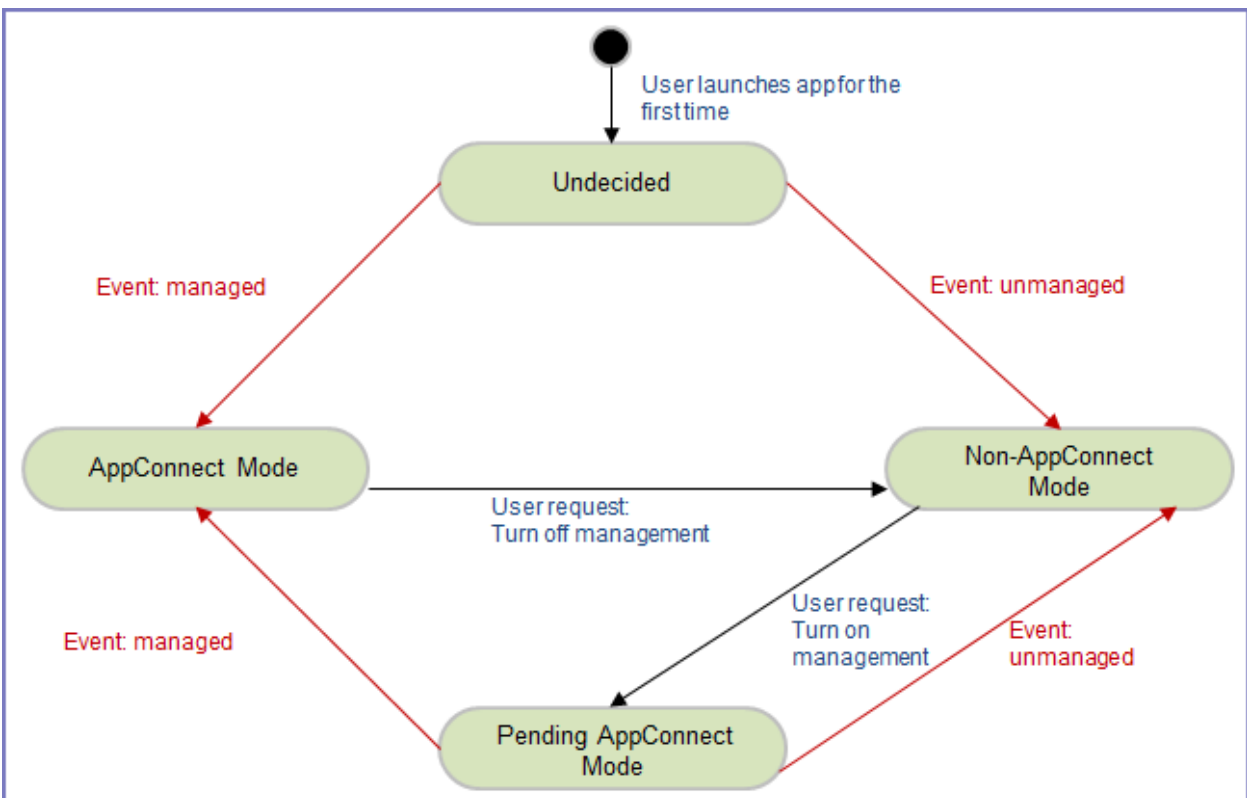 User launches app for the
first time
Undecided
Event: managed
Event: unmanaged
AppConnect Mode
Non-AppConnect
Mode
User request:
Turn off management
User request:
Turn on
management
Event:
unmanaged
Event: managed
Pending AppConnect
Mode